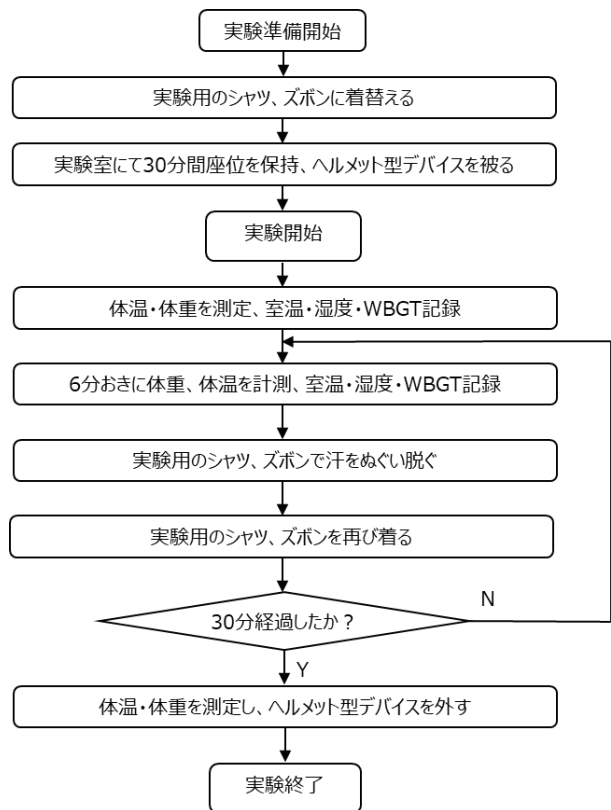 実験準備開始
実験用のシャツ、ズボンに着替える
実験室にて30分間座位を保持、ヘルメット型デバイスを被る
実験開始
体温・体重を測定、室温・湿度・WBGT記録
6分おきに体重、体温を計測、室温・湿度・WBGT記録
実験用のシャツ、ズボンで汗をぬぐい脱ぐ
実験用のシャツ、ズボンを再び着る
30分経過したか？
N
Y
体温・体重を測定し、ヘルメット型デバイスを外す
実験終了